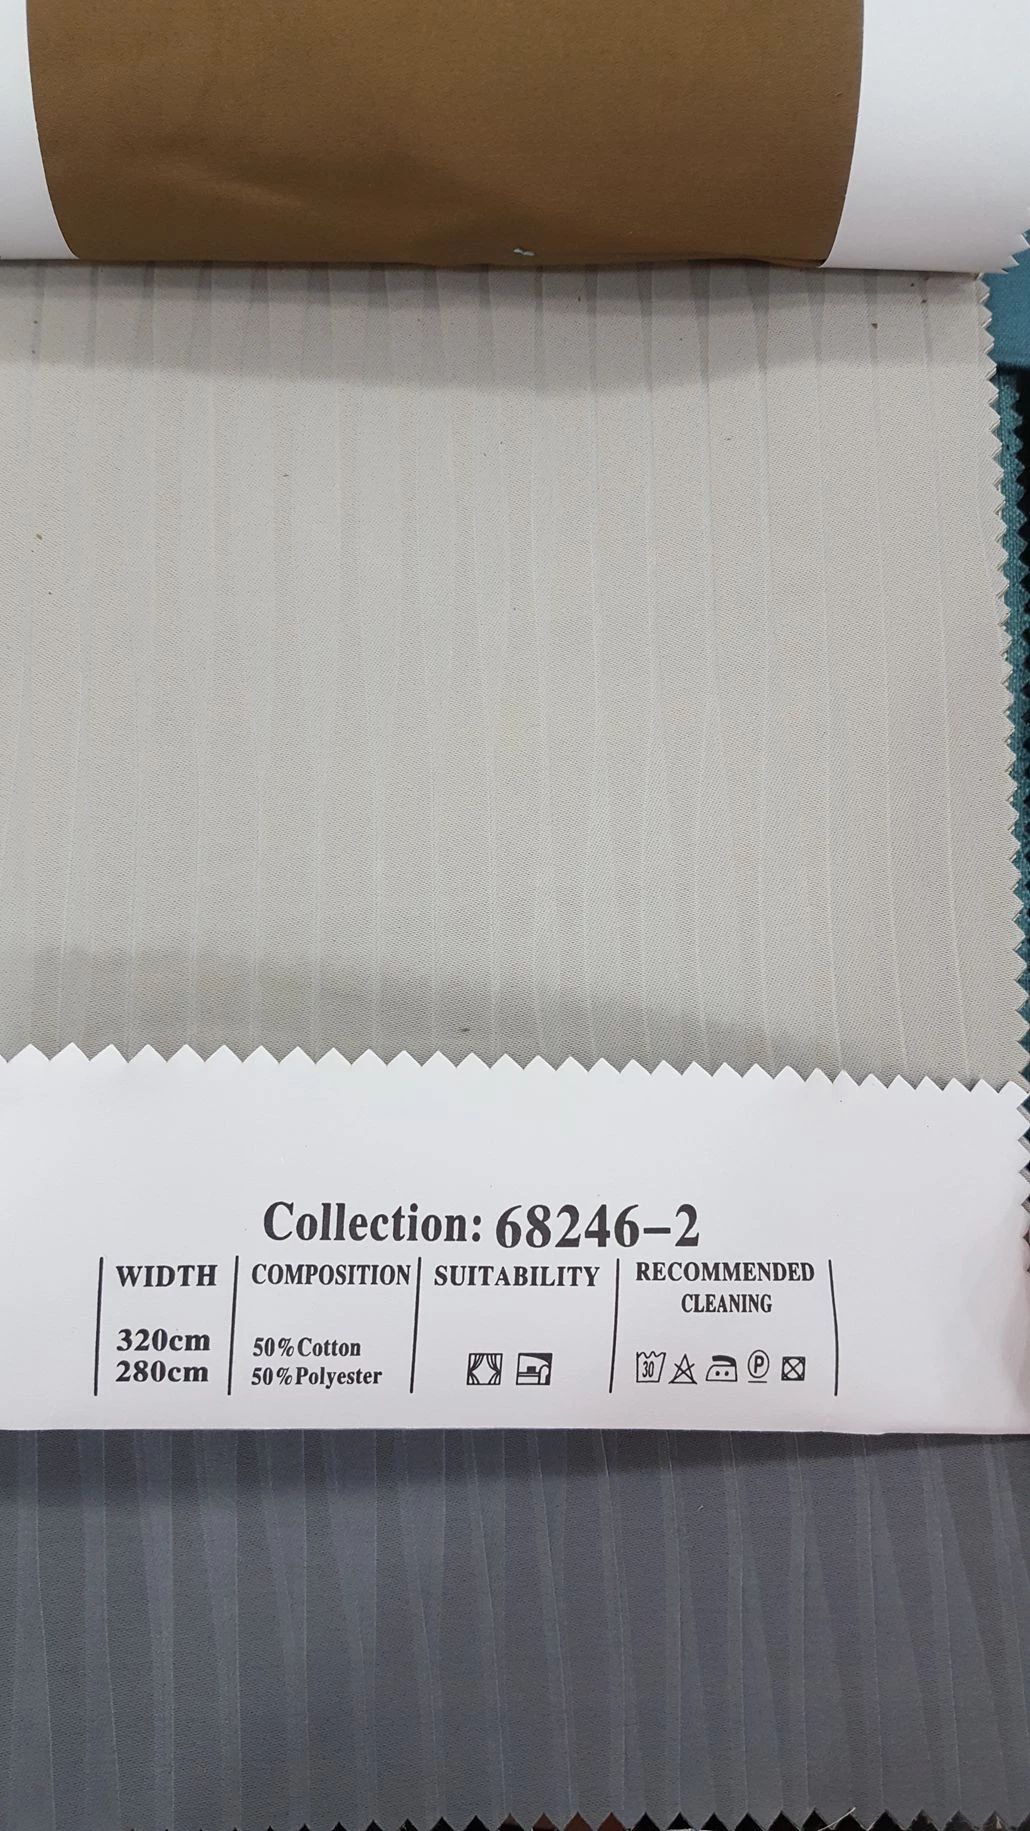 Collection: 68246-2
WIDTH
320cm
280cm
COMPOSITION
50%Cotton
50%Polyester
SUITABILITY
RECOMMENDED
CLEANING
30
P